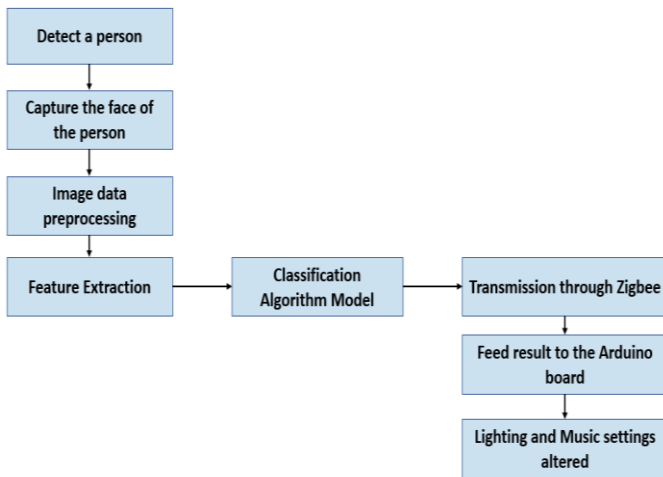 Detect a person
Capture the face of
the person
Image data
preprocessing
Feature Extraction
Classification
Algorithm Model
Transmission through Zigbee
Feed result to the Arduino
board
Lighting and Music settings
altered